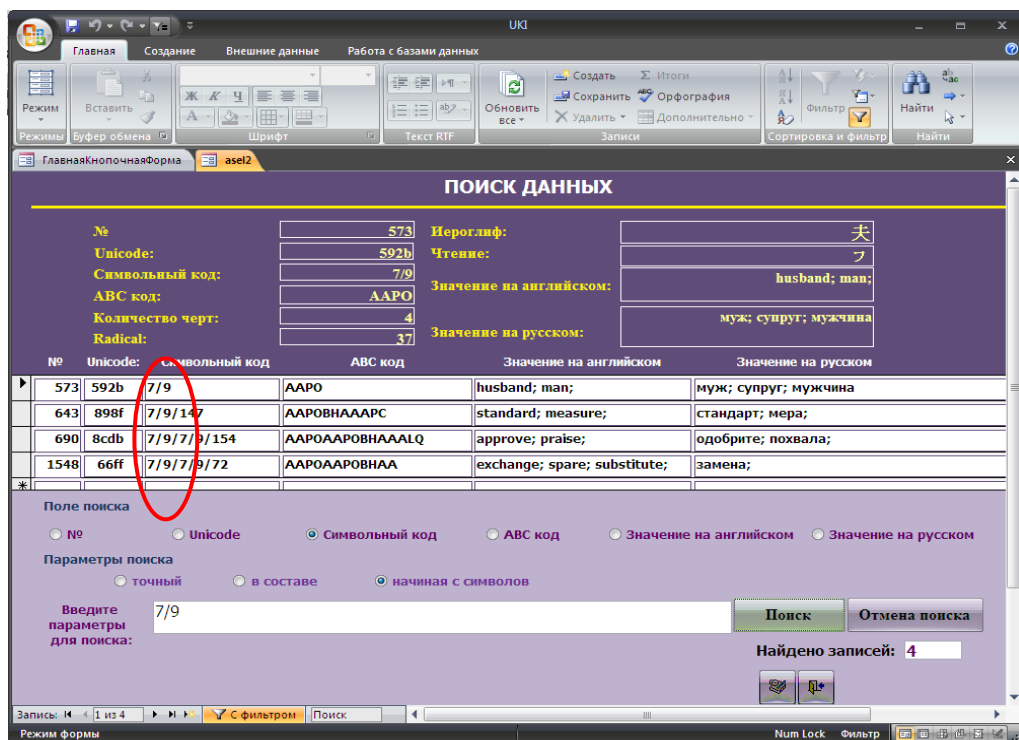 UKI
Главная Создание Внешние данные Работа с базами данных
Режим
Вставить
Ж К Ч
Обновить все
Создать
Сохранить
Удалить
Итоги
Орфография
Дополнительно
Фильтр
Найти
Режимы Буфер обмена Шрифт Текст RTF Записи Сортировка и фильтр Найти
ГлавнаяКнопочнаяФорма asel2
ПОИСК ДАННЫХ
№ 573 Иероглиф: 夫
Unicode: 592b Чтение: フ
Символьный код: 7/9 Значение на английском: husband; man;
ABC код: AAPO
Количество черт: 4 Значение на русском: муж; супруг; мужчина
Radical: 37
№ Unicode: Символьный код ABC код Значение на английском Значение на русском
573 592b 7/9 AAPO husband; man; муж; супруг; мужчина
643 898f 7/9/147 AAPOBHAAAPC standard; measure; стандарт; мера;
690 8cdb 7/9/7/9/154 AAPOAAPOBHAAALQ approve; praise; одобрите; похвала;
1548 66ff 7/9/7/9/72 AAPOAAPOBHAA exchange; spare; substitute; замена;
Поле поиска
№ Unicode Символьный код ABC код Значение на английском Значение на русском
Параметры поиска
точный в составе начиная с символов
Введите
параметры
для поиска:
7/9
Поиск Отмена поиска
Найдено записей: 4
Запись: 1 из 4 С фильтром Поиск
Режим формы Num Lock Фильтр